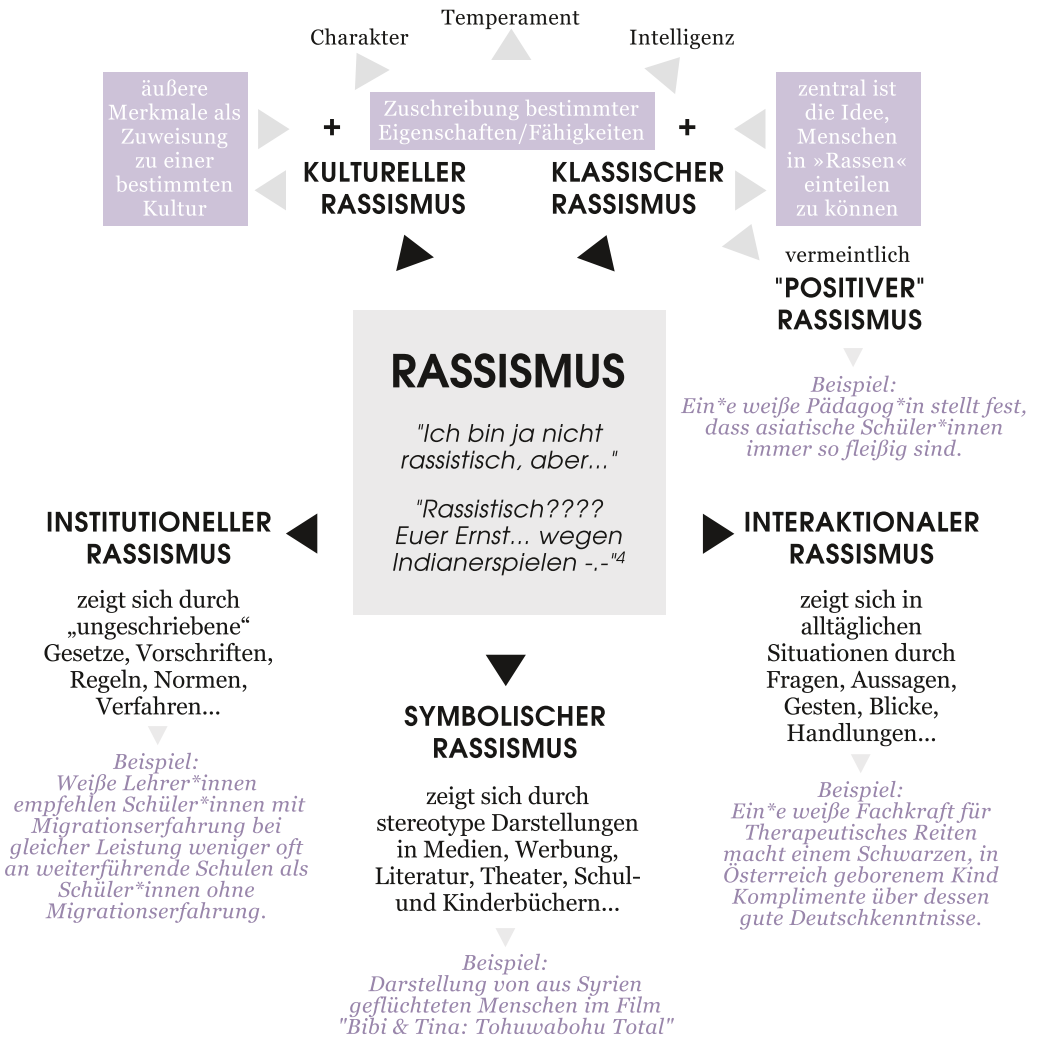 Temperament
Charakter
Intelligenz
äußere
Merkmale als
Zuweisung
zu einer
bestimmten
Kultur
+
Zuschreibung bestimmter
Eigenschaften/Fähigkeiten
+
zentral ist
die Idee,
Menschen
in »Rassen«
einteilen
zu können
KULTURELLER
RASSISMUS
KLASSISCHER
RASSISMUS
vermeintlich
"POSITIVER"
RASSISMUS
Beispiel:
Ein*e weiße Pädagog*in stellt fest,
dass asiatische Schüler*innen
immer so fleißig sind.
RASSISMUS
"Ich bin ja nicht
rassistisch, aber..."
"Rassistisch????
Euer Ernst... wegen
Indianerspielen -.-"4
INSTITUTIONELLER
RASSISMUS
zeigt sich durch
„ungeschriebene“
Gesetze, Vorschriften,
Regeln, Normen,
Verfahren...
Beispiel:
Weiße Lehrer*innen
empfehlen Schüler*innen mit
Migrationserfahrung bei
gleicher Leistung weniger oft
an weiterführende Schulen als
Schüler*innen ohne
Migrationserfahrung.
SYMBOLISCHER
RASSISMUS
zeigt sich durch
stereotype Darstellungen
in Medien, Werbung,
Literatur, Theater, Schul-
und Kinderbüchern...
Beispiel:
Darstellung von aus Syrien
geflüchteten Menschen im Film
"Bibi & Tina: Tohuwabohu Total"
INTERAKTIONALER
RASSISMUS
zeigt sich in
alltäglichen
Situationen durch
Fragen, Aussagen,
Gesten, Blicke,
Handlungen...
Beispiel:
Ein*e weiße Fachkraft für
Therapeutisches Reiten
macht einem Schwarzen, in
Österreich geborenem Kind
Komplimente über dessen
gute Deutschkenntnisse.